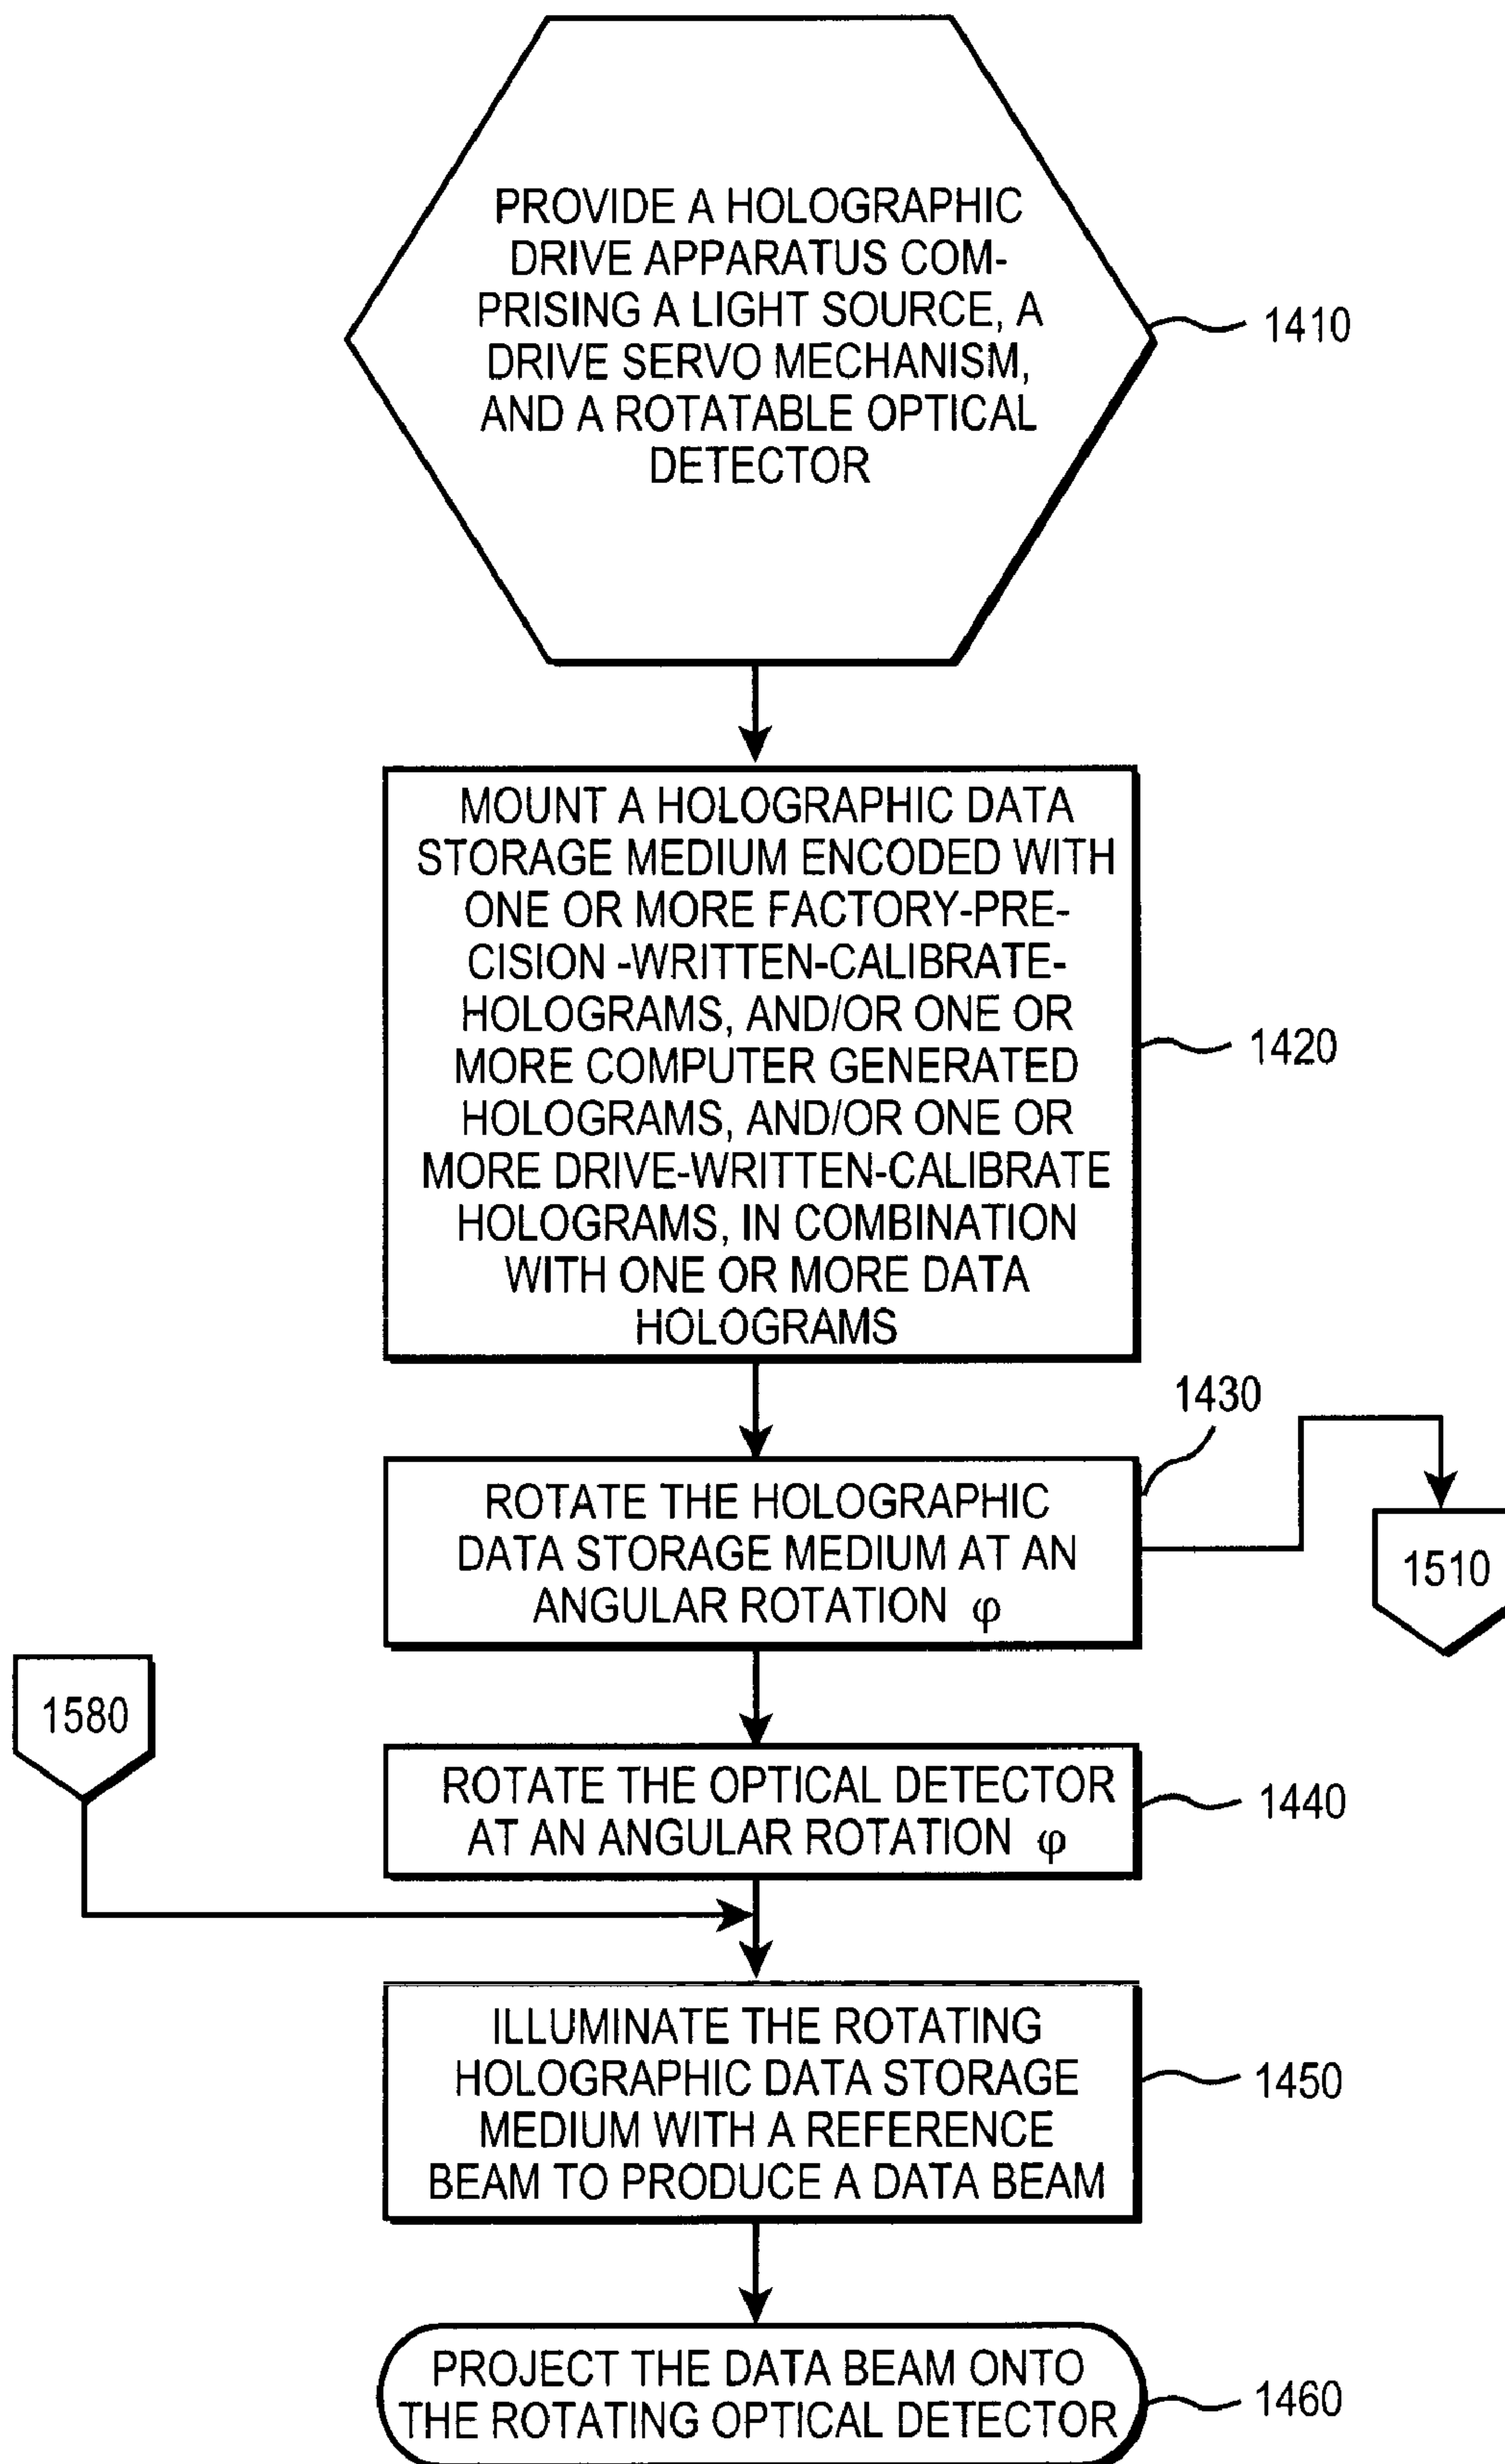 PROVIDE A HOLOGRAPHIC
DRIVE APPARATUS COM-
PRISING A LIGHT SOURCE, A
DRIVE SERVO MECHANISM,
AND A ROTATABLE OPTICAL
DETECTOR
1410
MOUNT A HOLOGRAPHIC DATA
STORAGE MEDIUM ENCODED WITH
ONE OR MORE FACTORY-PRE-
CISION -WRITTEN-CALIBRATE-
HOLOGRAMS, AND/OR ONE OR
MORE COMPUTER GENERATED
HOLOGRAMS, AND/OR ONE OR
MORE DRIVE-WRITTEN-CALIBRATE
HOLOGRAMS, IN COMBINATION
WITH ONE OR MORE DATA
HOLOGRAMS
1420
1430
ROTATE THE HOLOGRAPHIC
DATA STORAGE MEDIUM AT AN
ANGULAR ROTATION φ
1510
1580
ROTATE THE OPTICAL DETECTOR
AT AN ANGULAR ROTATION φ
1440
ILLUMINATE THE ROTATING
HOLOGRAPHIC DATA STORAGE
MEDIUM WITH A REFERENCE
BEAM TO PRODUCE A DATA BEAM
1450
PROJECT THE DATA BEAM ONTO
THE ROTATING OPTICAL DETECTOR
1460